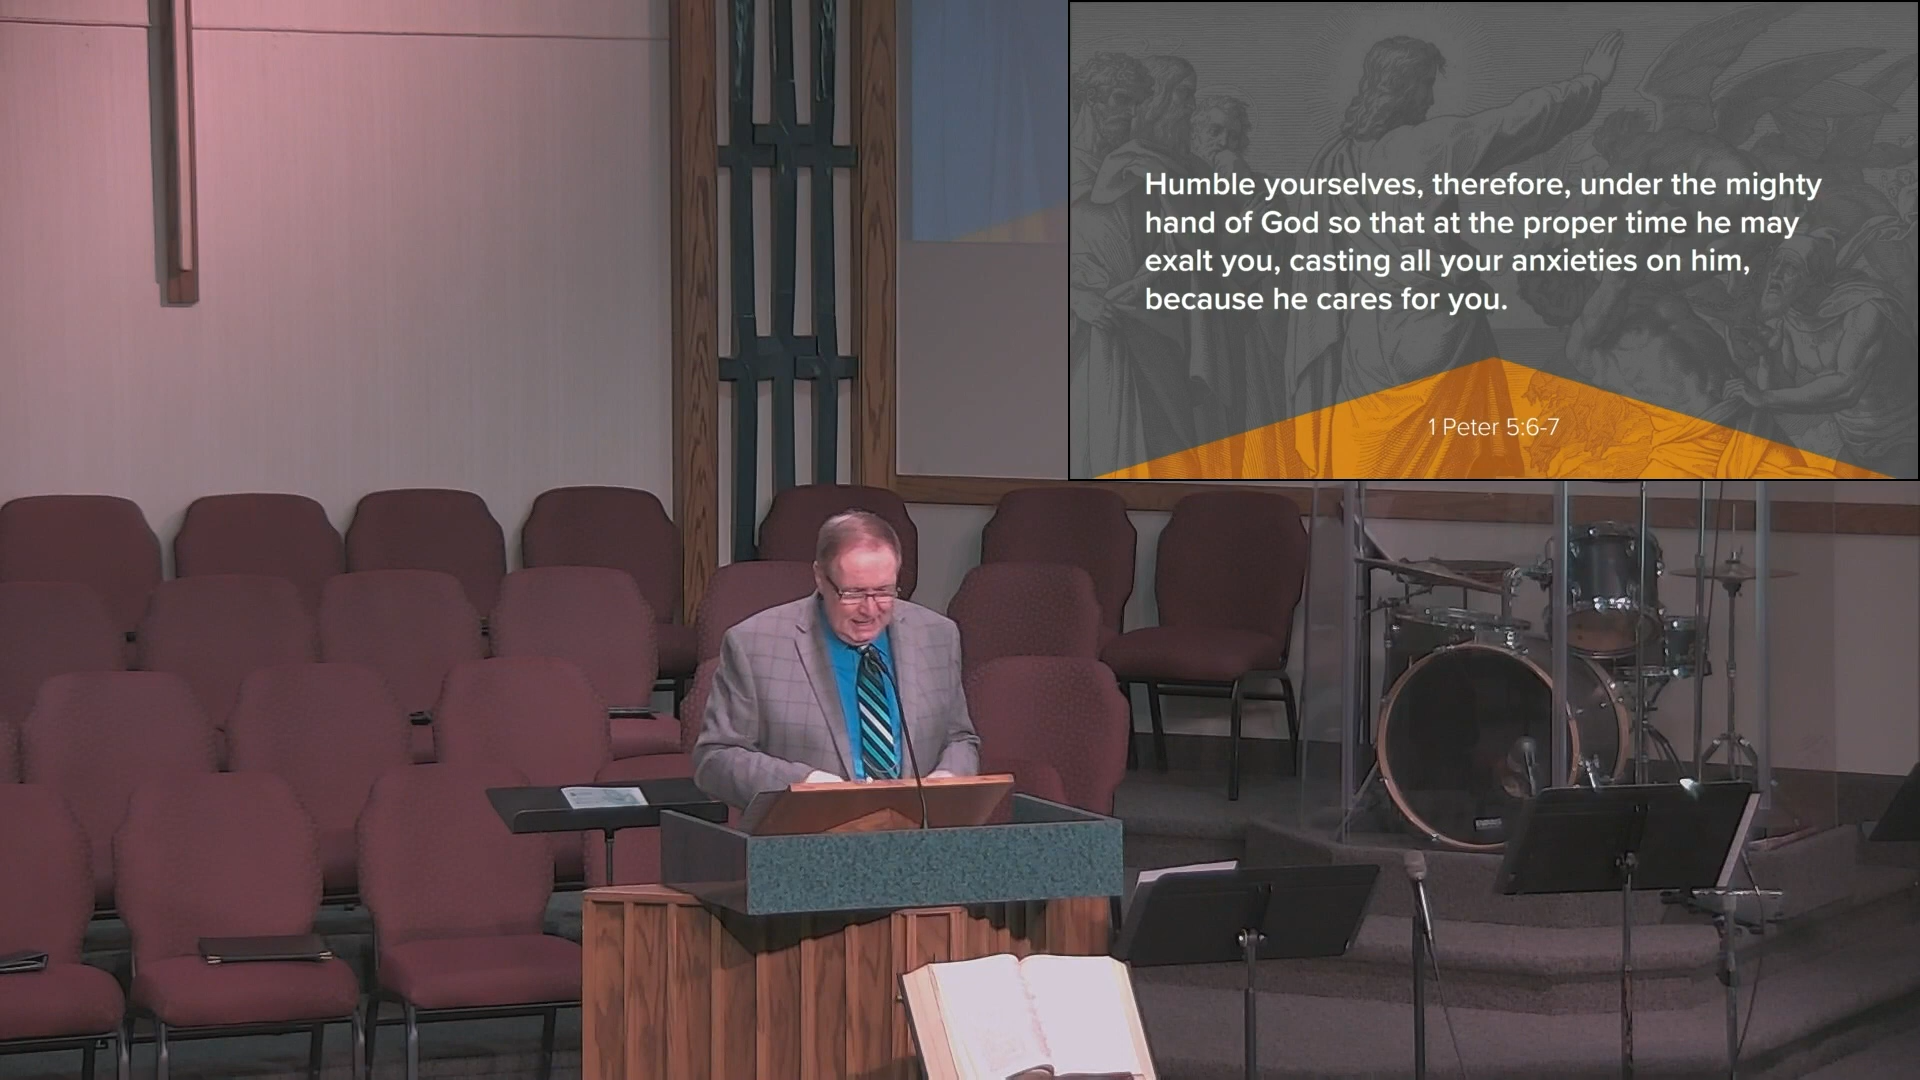 Humble yourselves, therefore, under the mighty
hand of God so that at the proper time he may
exalt you, casting all your anxieties on him,
because he cares for you.
1 Peter 5:6-7